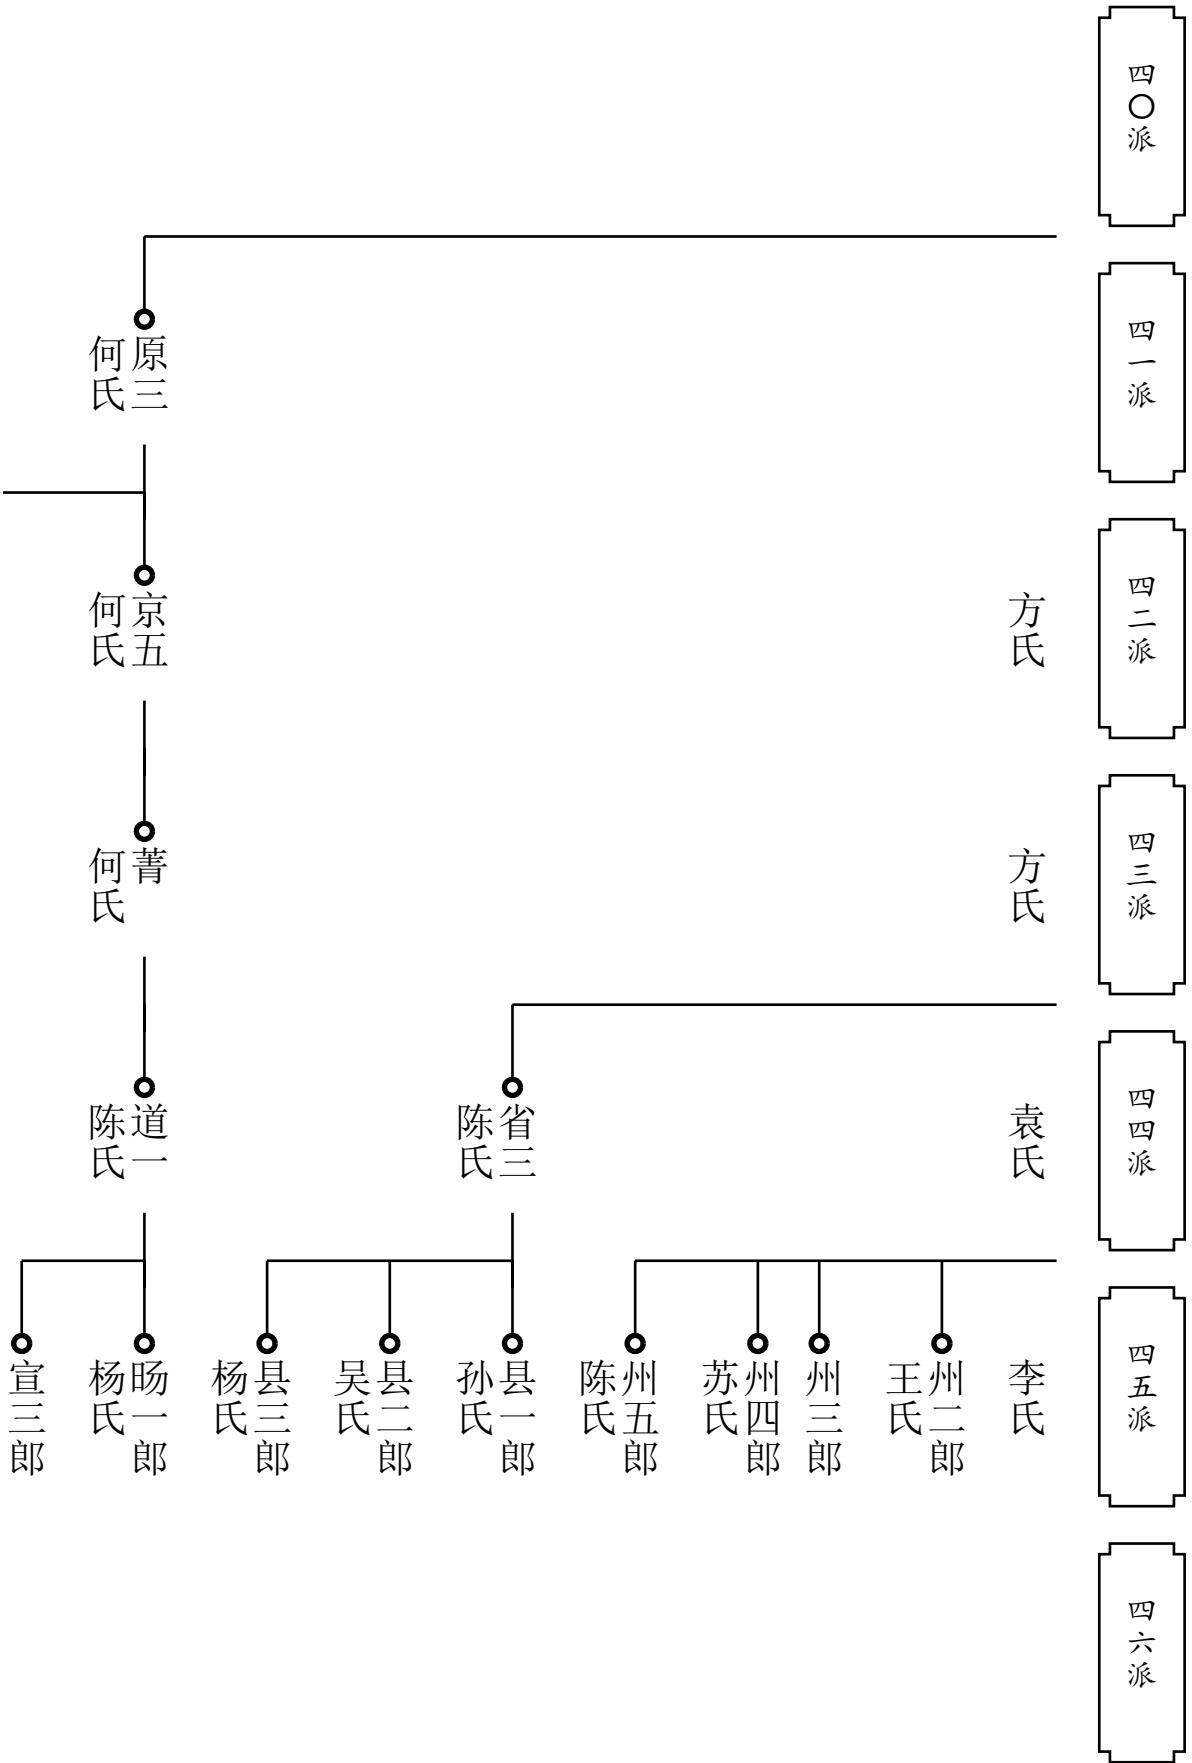 四〇派
四一派
四二派
四三派
四四派
四五派
四六派
原三
何氏
方氏
京五
何氏
方氏
菁
何氏
袁氏
省三
陈氏
道一
陈氏
李氏
州二郎
王氏
州三郎
州四郎
苏氏
州五郎
陈氏
县一郎
孙氏
县二郎
吴氏
县三郎
杨氏
旸一郎
杨氏
宣三郎